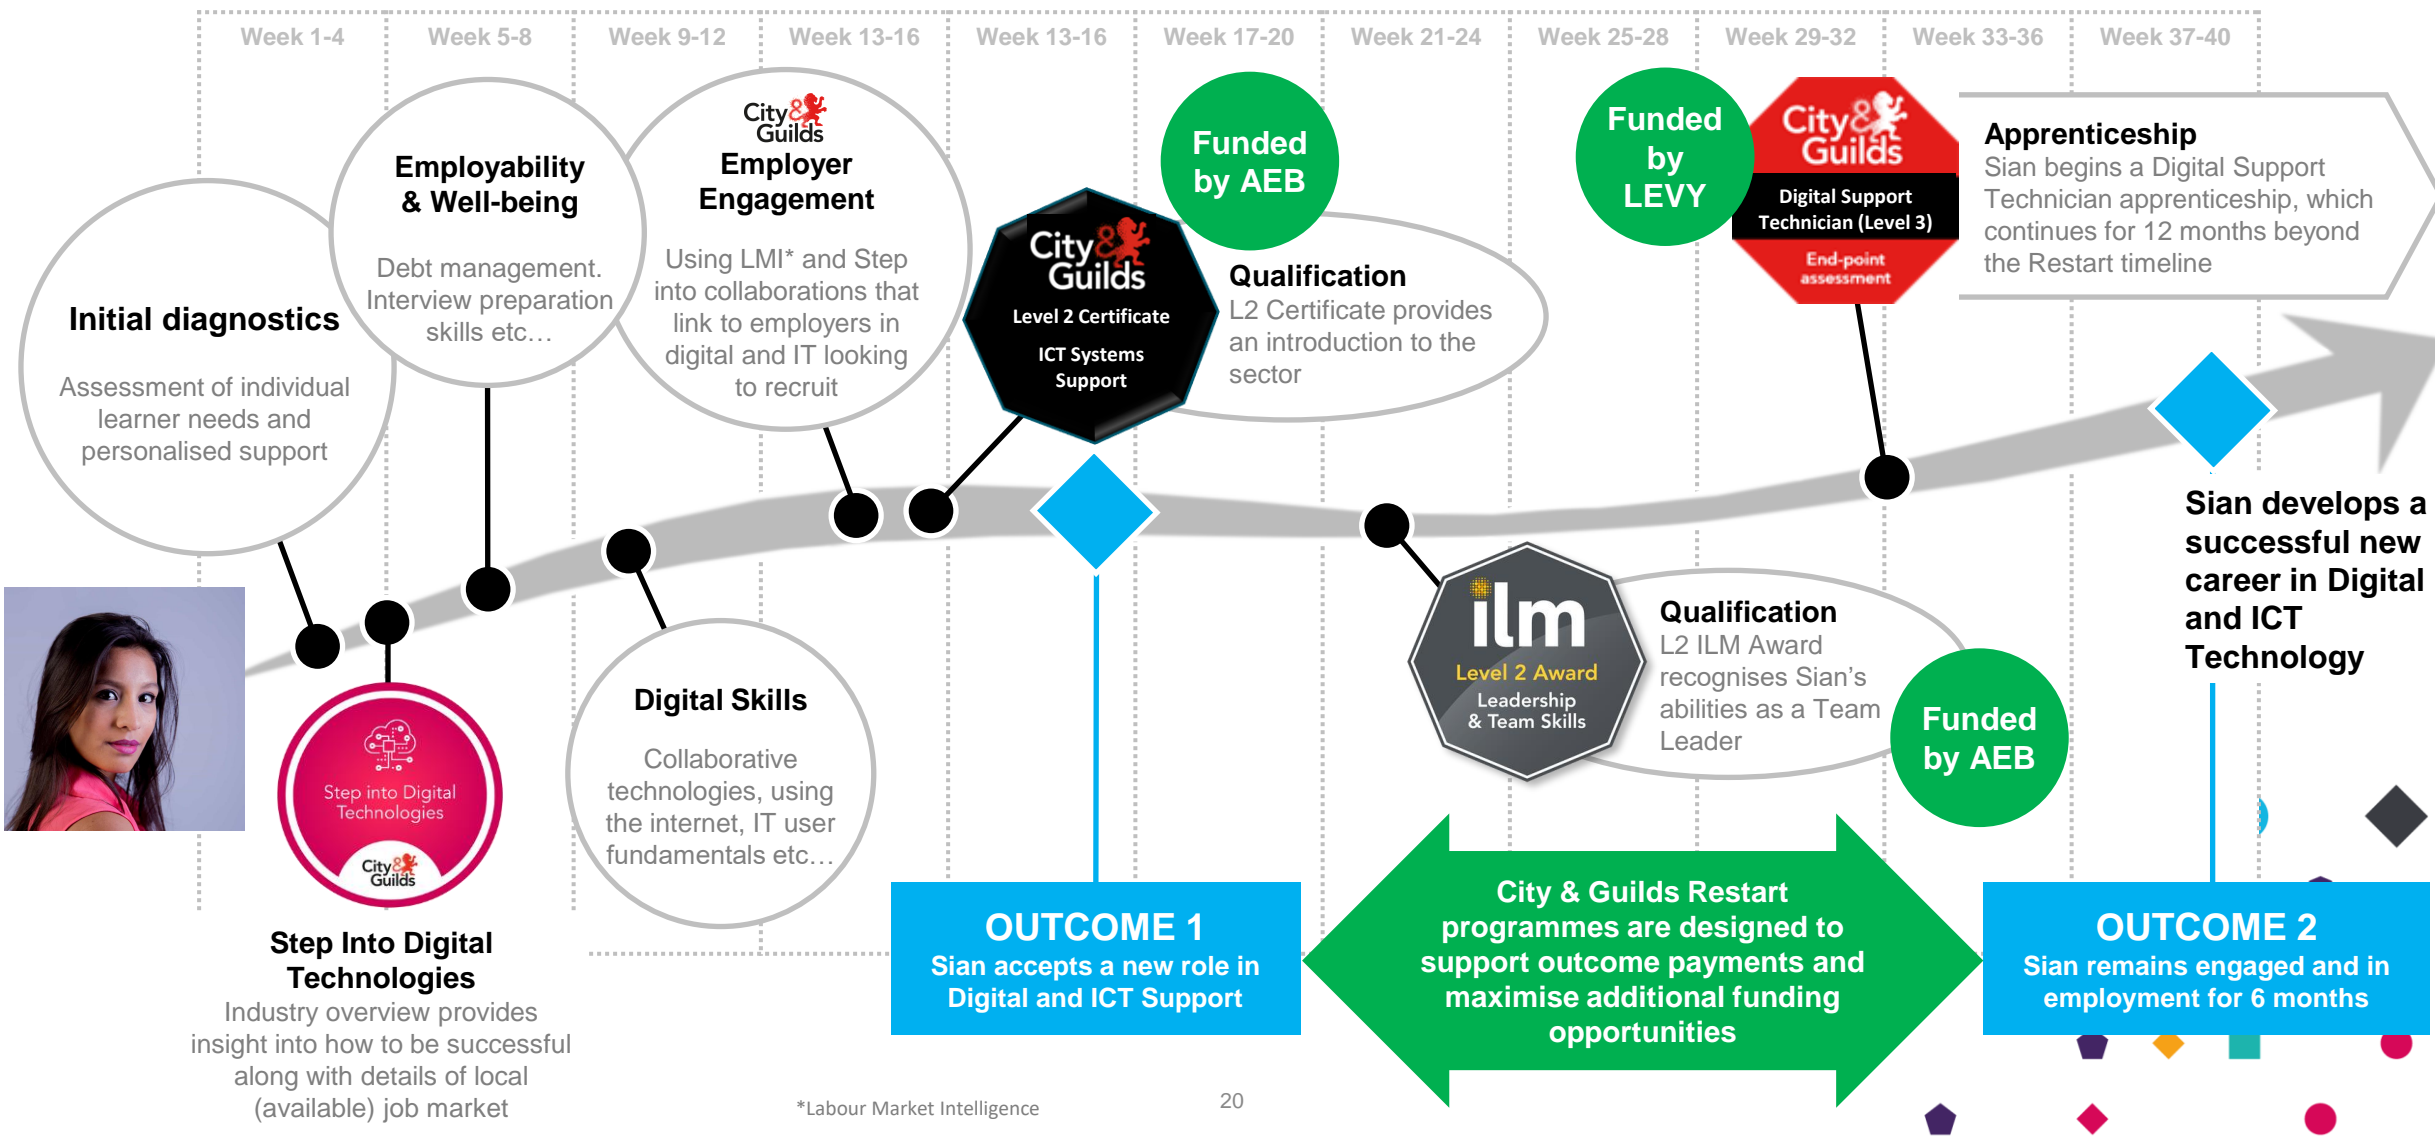 Week 1-4
Week 5-8
Week 9-12
Week 13-16
Week 13-16
Week 17-20
Week 21-24
Week 25-28
Week 29-32
Week 33-36
Week 37-40
Initial diagnostics
Assessment of individual
learner needs and
personalised support
Employability
& Well-being
Debt management.
Interview preparation
skills etc…
City&
Guilds
Employer
Engagement
Using LMI* and Step
into collaborations that
link to employers in
digital and IT looking
to recruit
City&
Guilds
Level 2 Certificate
ICT Systems
Support
Funded
by AEB
Qualification
L2 Certificate provides
an introduction to the
sector
Funded
by
LEVY
City&
Guilds
Digital Support
Technician (Level 3)
End-point
assessment
Apprenticeship
Sian begins a Digital Support
Technician apprenticeship, which
continues for 12 months beyond
the Restart timeline
Step into Digital
Technologies
City&
Guilds
Step Into Digital
Technologies
Industry overview provides
insight into how to be successful
along with details of local
(available) job market
Digital Skills
Collaborative
technologies, using
the internet, IT user
fundamentals etc…
ilm
Level 2 Award
Leadership
& Team Skills
Qualification
L2 ILM Award
recognises Sian’s
abilities as a Team
Leader
Funded
by AEB
Sian develops a
successful new
career in Digital
and ICT
Technology
OUTCOME 1
Sian accepts a new role in
Digital and ICT Support
City & Guilds Restart
programmes are designed to
support outcome payments and
maximise additional funding
opportunities
OUTCOME 2
Sian remains engaged and in
employment for 6 months
*Labour Market Intelligence
20